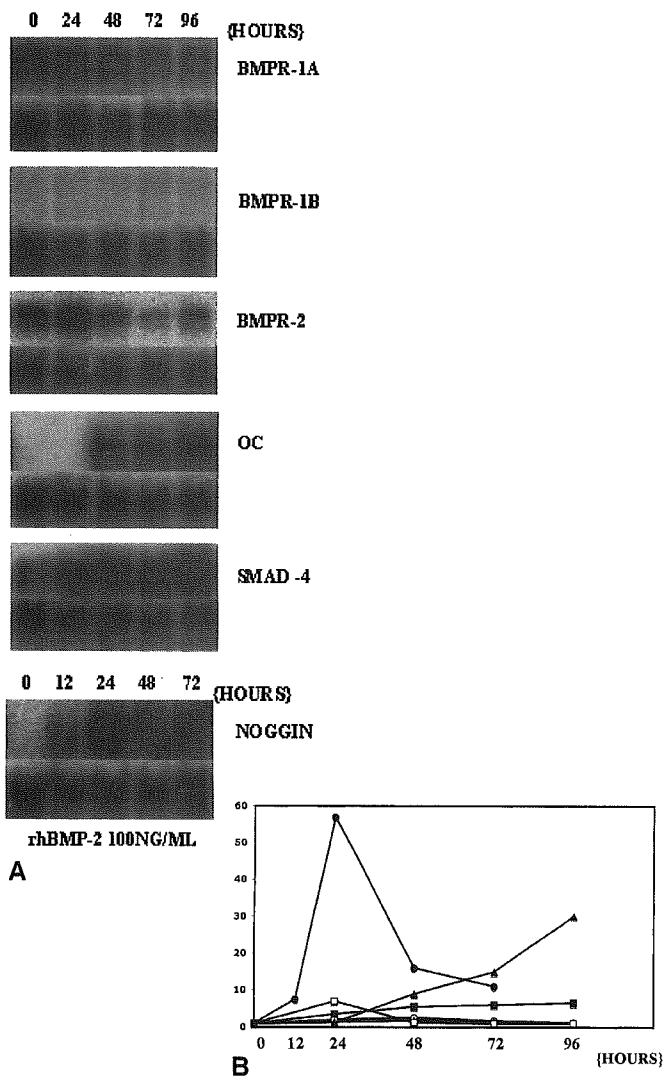 0 24 48 72 96
{HOURS}
BMPR-1A
BMPR-1B
BMPR-2
OC
SMAD -4
0 12 24 48 72
{HOURS}
NOGGIN
rhBMP-2 100NG/ML
A
60
50
40
30
20
10
0
0 12 24 48 72 96
{HOURS}
B